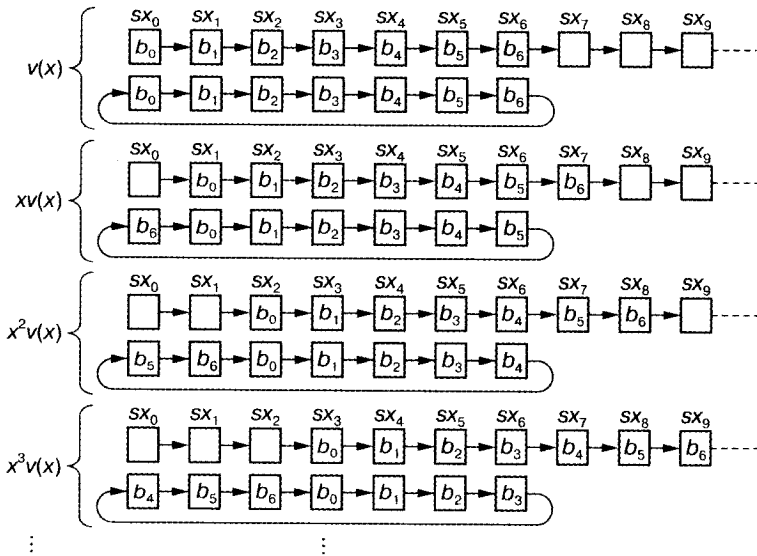 sx₀ sx₁ sx₂ sx₃ sx₄ sx₅ sx₆ sx₇ sx₈ sx₉
b₀ b₁ b₂ b₃ b₄ b₅ b₆
v(x)
b₀ b₁ b₂ b₃ b₄ b₅ b₆
sx₀ sx₁ sx₂ sx₃ sx₄ sx₅ sx₆ sx₇ sx₈ sx₉
b₀ b₁ b₂ b₃ b₄ b₅ b₆
xv(x)
b₆ b₀ b₁ b₂ b₃ b₄ b₅
sx₀ sx₁ sx₂ sx₃ sx₄ sx₅ sx₆ sx₇ sx₈ sx₉
b₀ b₁ b₂ b₃ b₄ b₅ b₆
x²v(x)
b₅ b₆ b₀ b₁ b₂ b₃ b₄
sx₀ sx₁ sx₂ sx₃ sx₄ sx₅ sx₆ sx₇ sx₈ sx₉
b₀ b₁ b₂ b₃ b₄ b₅ b₆
x³v(x)
b₄ b₅ b₆ b₀ b₁ b₂ b₃
⋮ ⋮